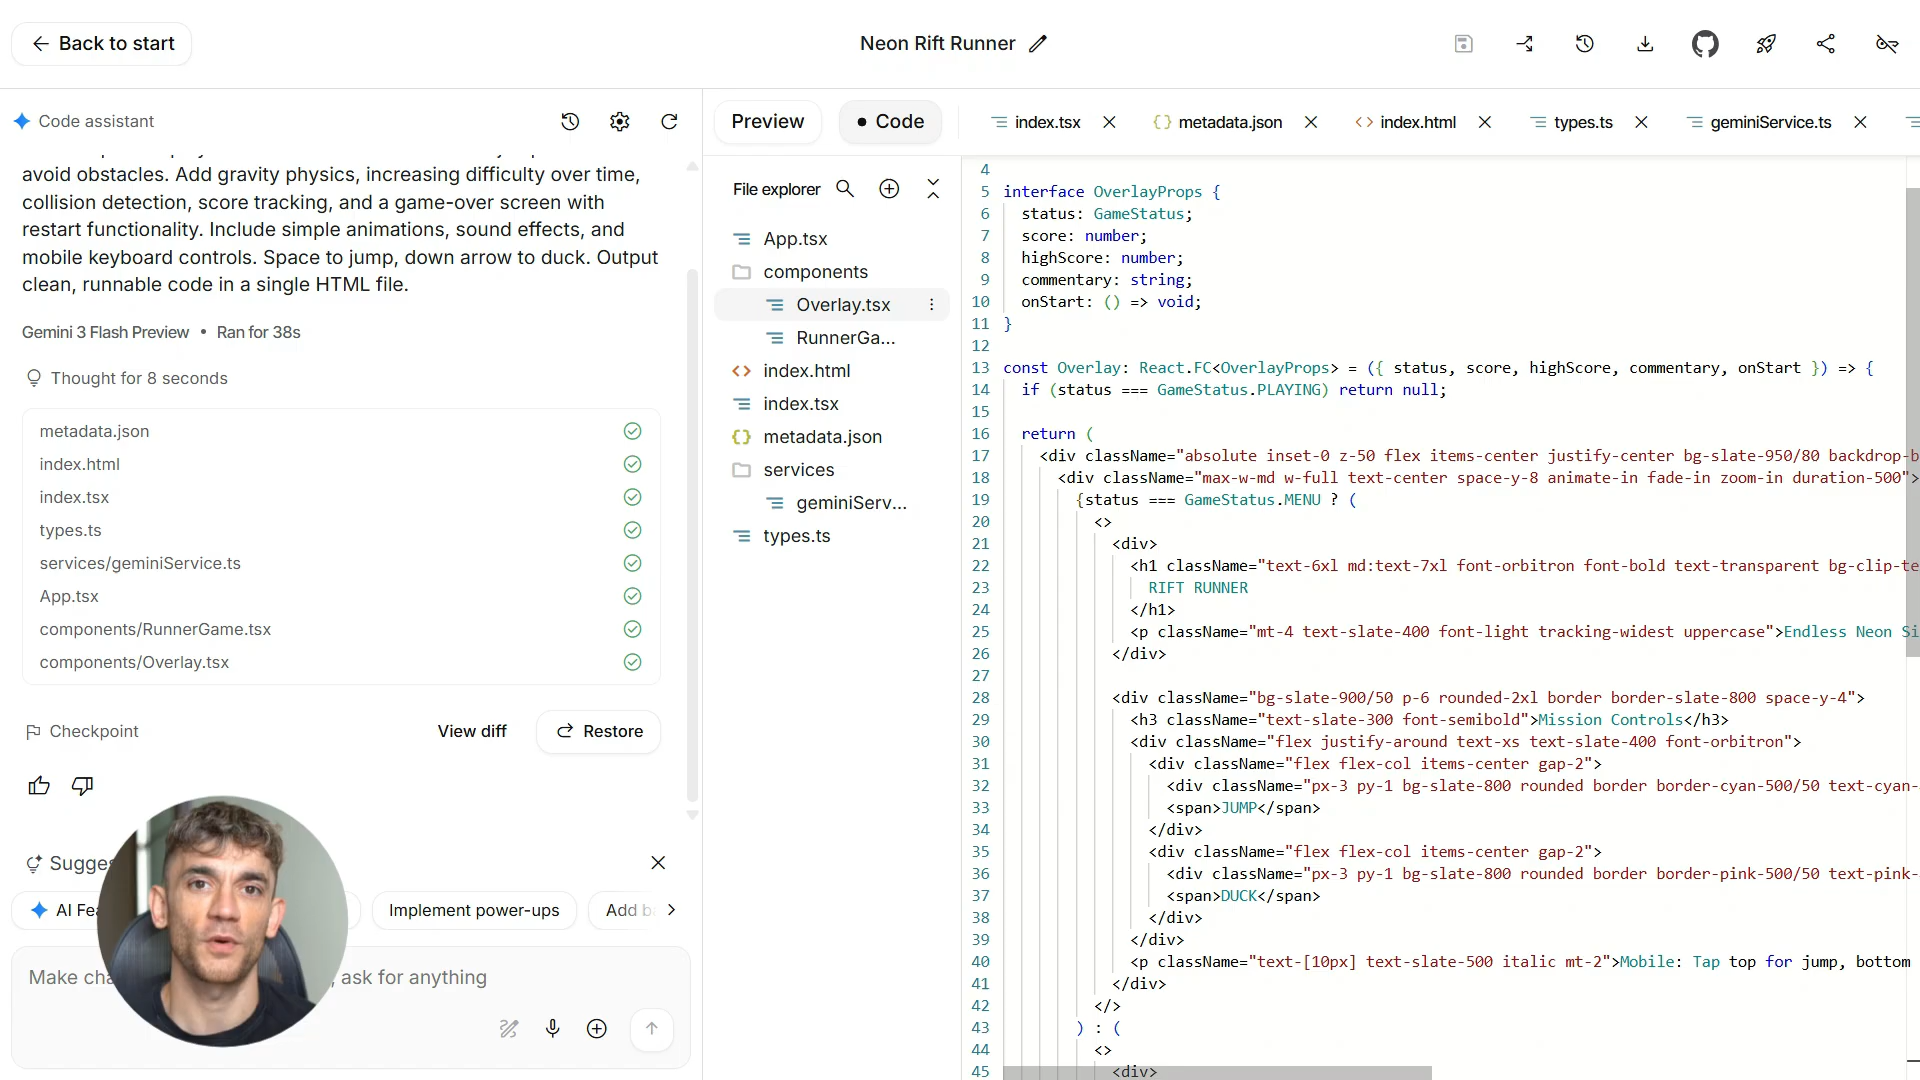 Back to start
Neon Rift Runner
Code assistant
avoid obstacles. Add gravity physics, increasing difficulty over time,
collision detection, score tracking, and a game-over screen with
restart functionality. Include simple animations, sound effects, and
mobile keyboard controls. Space to jump, down arrow to duck. Output
clean, runnable code in a single HTML file.
Gemini 3 Flash Preview • Ran for 38s
Thought for 8 seconds
metadata.json
index.html
index.tsx
types.ts
services/geminiService.ts
App.tsx
components/RunnerGame.tsx
components/Overlay.tsx
Checkpoint
View diff
Restore
Sugge
AI Fea
Implement power-ups
Add b
Make cha , ask for anything
Preview
Code
index.tsx
metadata.json
index.html
types.ts
geminiService.ts
File explorer
App.tsx
components
Overlay.tsx
RunnerGa...
index.html
index.tsx
metadata.json
services
geminiServ...
types.ts
4
5 interface OverlayProps {
6 status: GameStatus;
7 score: number;
8 highScore: number;
9 commentary: string;
10 onStart: () => void;
11 }
12
13 const Overlay: React.FC<OverlayProps> = ({ status, score, highScore, commentary, onStart }) => {
14 if (status === GameStatus.PLAYING) return null;
15
16 return (
17 <div className="absolute inset-0 z-50 flex items-center justify-center bg-slate-950/80 backdrop-b
18 <div className="max-w-md w-full text-center space-y-8 animate-in fade-in zoom-in duration-500">
19 {status === GameStatus.MENU ? (
20 <>
21 <div>
22 <h1 className="text-6xl md:text-7xl font-orbitron font-bold text-transparent bg-clip-te
23 RIFT RUNNER
24 </h1>
25 <p className="mt-4 text-slate-400 font-light tracking-widest uppercase">Endless Neon Si
26 </div>
27
28 <div className="bg-slate-900/50 p-6 rounded-2xl border border-slate-800 space-y-4">
29 <h3 className="text-slate-300 font-semibold">Mission Controls</h3>
30 <div className="flex justify-around text-xs text-slate-400 font-orbitron">
31 <div className="flex flex-col items-center gap-2">
32 <div className="px-3 py-1 bg-slate-800 rounded border border-cyan-500/50 text-cyan-
33 <span>JUMP</span>
34 </div>
35 <div className="flex flex-col items-center gap-2">
36 <div className="px-3 py-1 bg-slate-800 rounded border border-pink-500/50 text-pink-
37 <span>DUCK</span>
38 </div>
39 </div>
40 <p className="text-[10px] text-slate-500 italic mt-2">Mobile: Tap top for jump, bottom
41 </div>
42 </>
43 ) : (
44 <>
45 <div>